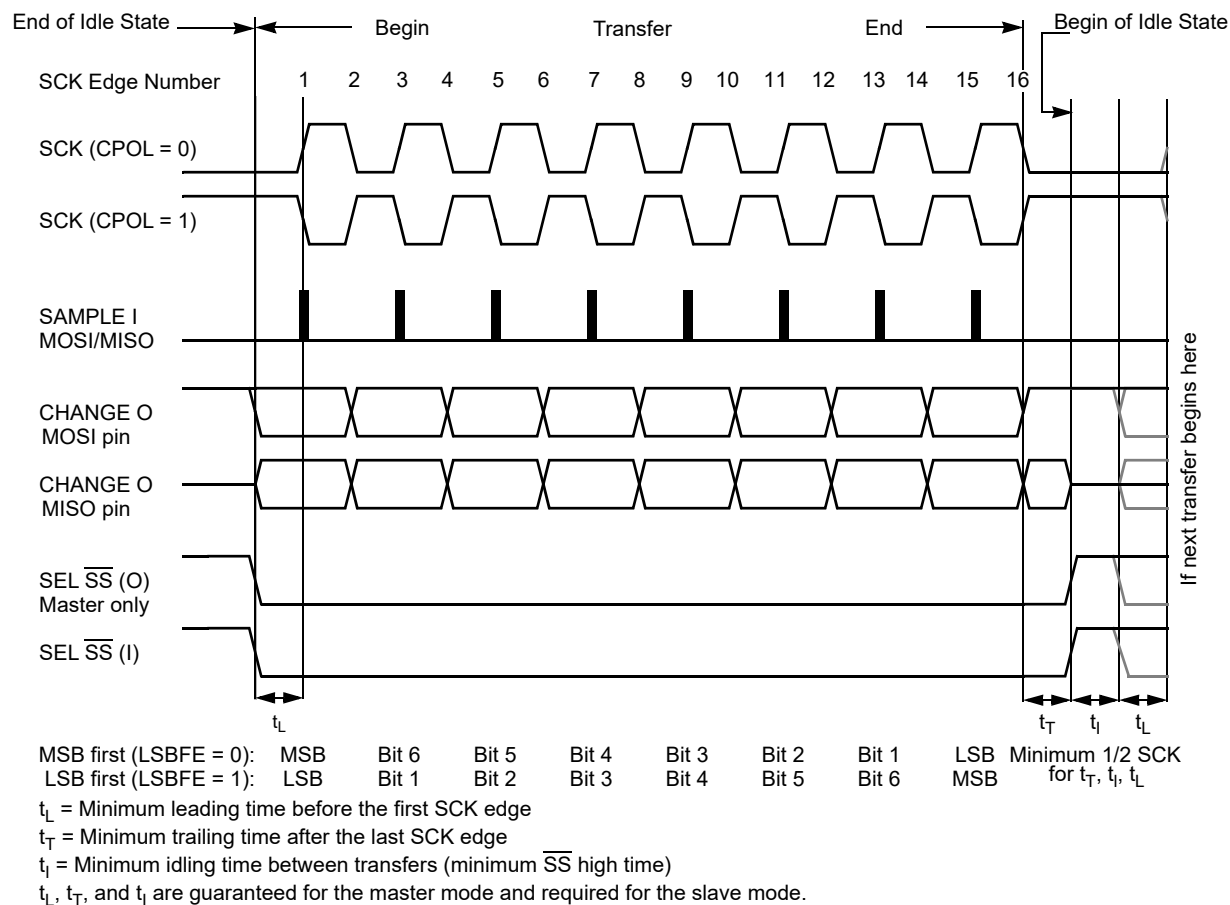 End of Idle State
Begin
Transfer
End
Begin of Idle State
SCK Edge Number
1 2 3 4 5 6 7 8 9 10 11 12 13 14 15 16
SCK (CPOL = 0)
SCK (CPOL = 1)
SAMPLE I
MOSI/MISO
CHANGE O
MOSI pin
CHANGE O
MISO pin
SEL S̅S̅ (O)
Master only
SEL S̅S̅ (I)
If next transfer begins here
tL
tT tI tL
MSB first (LSBFE = 0): MSB Bit 6 Bit 5 Bit 4 Bit 3 Bit 2 Bit 1 LSB Minimum 1/2 SCK
LSB first (LSBFE = 1): LSB Bit 1 Bit 2 Bit 3 Bit 4 Bit 5 Bit 6 MSB for tT, tI, tL
tL = Minimum leading time before the first SCK edge
tT = Minimum trailing time after the last SCK edge
tI = Minimum idling time between transfers (minimum S̅S̅ high time)
tL, tT, and tI are guaranteed for the master mode and required for the slave mode.